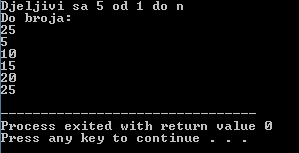 Djeljivi sa 5 od 1 do n
Do broja:
25
5
10
15
20
25
--------------------------------
Process exited with return value 0
Press any key to continue . . .